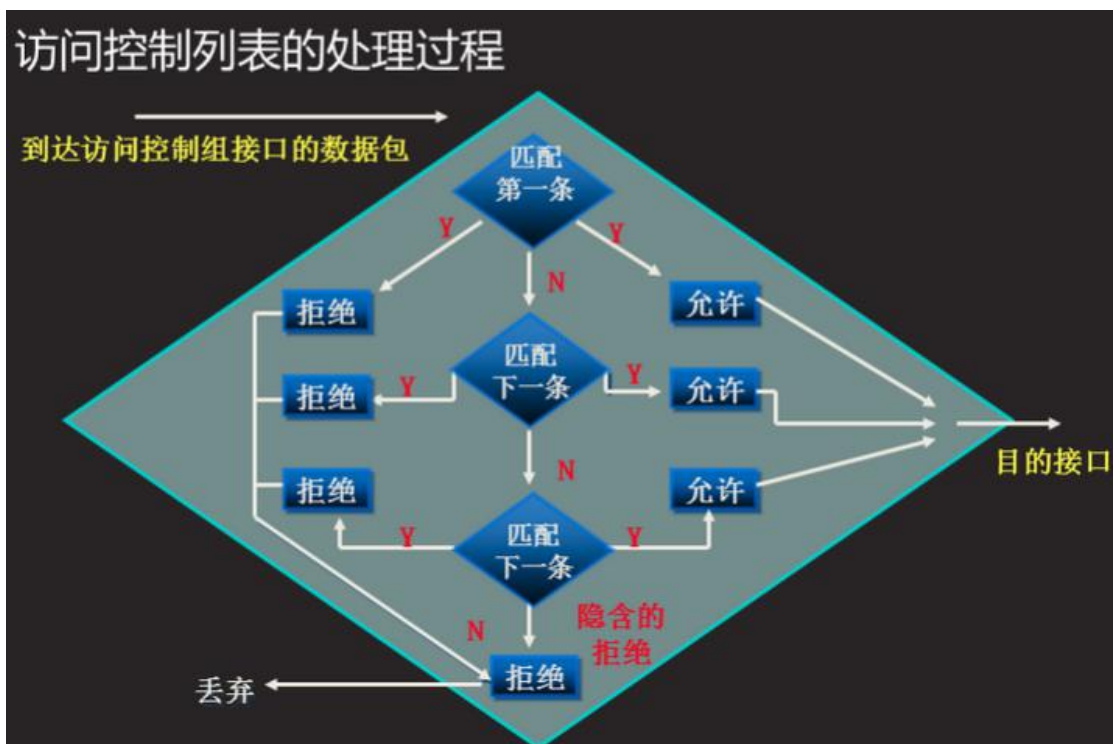 访问控制列表的处理过程
到达访问控制组接口的数据包
匹配
第一条
Y
Y
N
拒绝
允许
匹配
下一条
Y
Y
拒绝
允许
目的接口
N
拒绝
允许
匹配
下一条
Y
Y
N
隐含的
拒绝
拒绝
丢弃